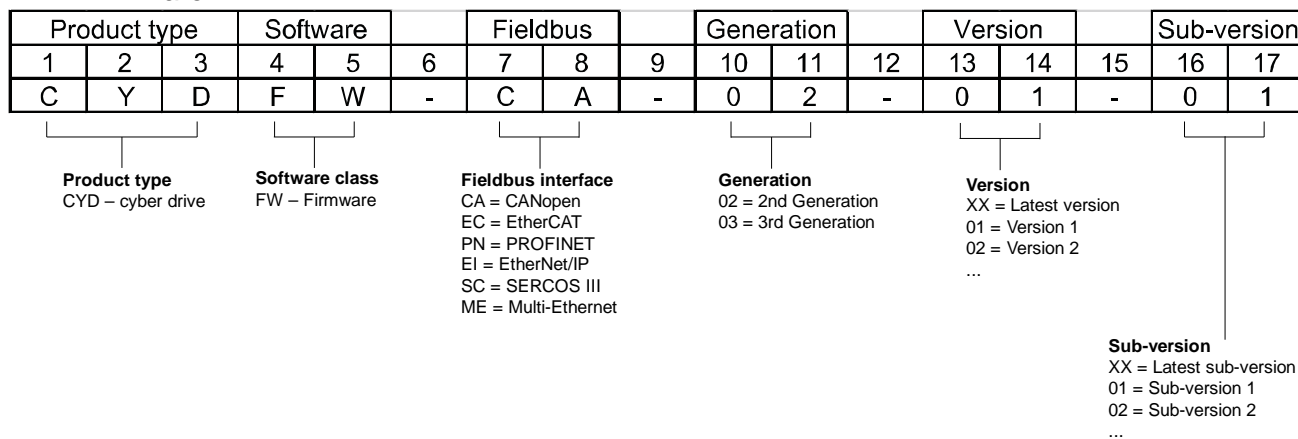 Product type Software Fieldbus Generation Version Sub-version
1 2 3 4 5 6 7 8 9 10 11 12 13 14 15 16 17
C Y D F W - C A - 0 2 - 0 1 - 0 1
Product type
CYD – cyber drive
Software class
FW – Firmware
Fieldbus interface
CA = CANopen
EC = EtherCAT
PN = PROFINET
EI = EtherNet/IP
SC = SERCOS III
ME = Multi-Ethernet
Generation
02 = 2nd Generation
03 = 3rd Generation
Version
XX = Latest version
01 = Version 1
02 = Version 2
...
Sub-version
XX = Latest sub-version
01 = Sub-version 1
02 = Sub-version 2
...